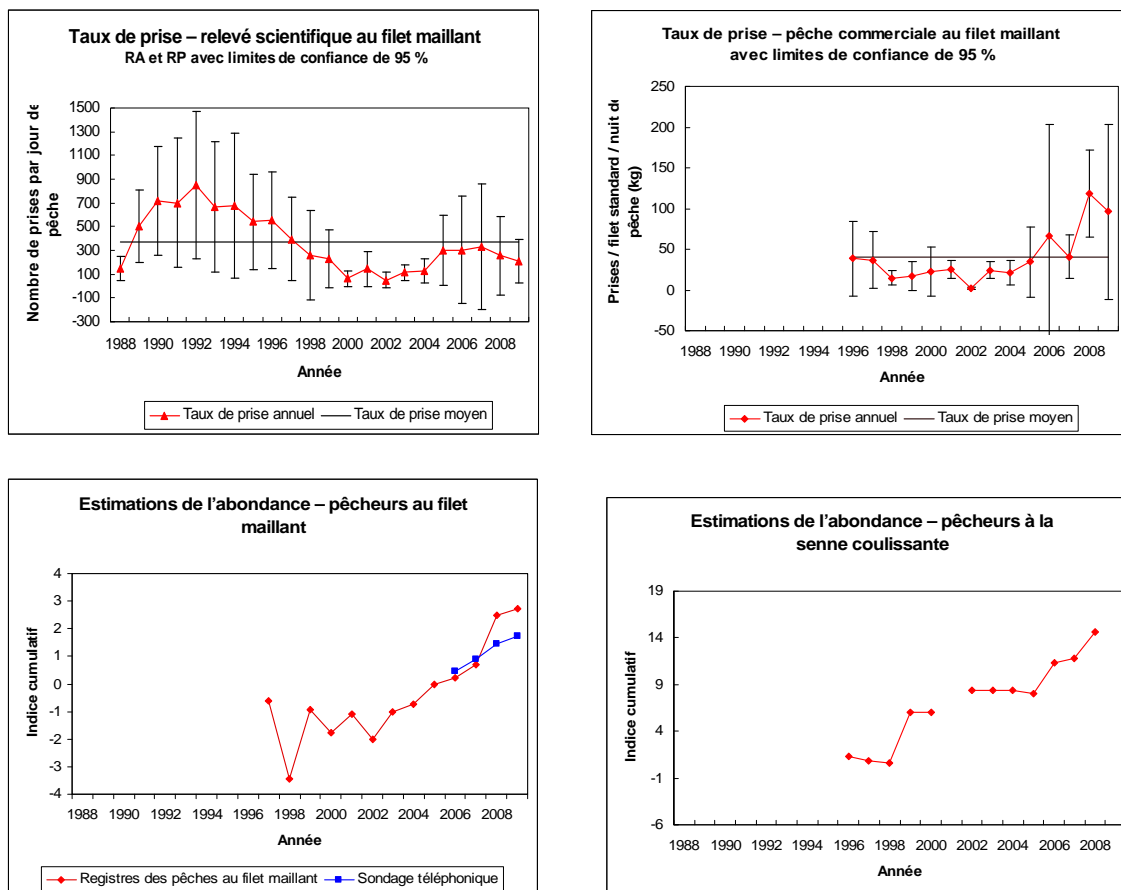 Taux de prise – relevé scientifique au filet maillant
RA et RP avec limites de confiance de 95 %
Nombre de prises par jour de
pêche
1500
1300
1100
900
700
500
300
100
-100
-300
1988 1990 1992 1994 1996 1998 2000 2002 2004 2006 2008
Année
Taux de prise annuel Taux de prise moyen
Taux de prise – pêche commerciale au filet maillant
avec limites de confiance de 95 %
Prises / filet standard / nuit de
pêche (kg)
250
200
150
100
50
0
-50
1988 1990 1992 1994 1996 1998 2000 2002 2004 2006 2008
Année
Taux de prise annuel Taux de prise moyen
Estimations de l'abondance – pêcheurs au filet
maillant
Indice cumulatif
4
3
2
1
0
-1
-2
-3
-4
1988 1990 1992 1994 1996 1998 2000 2002 2004 2006 2008
Année
Registres des pêches au filet maillant Sondage téléphonique
Estimations de l'abondance – pêcheurs à la
senne coulissante
Indice cumulatif
19
14
9
4
-1
-6
1988 1990 1992 1994 1996 1998 2000 2002 2004 2006 2008
Année